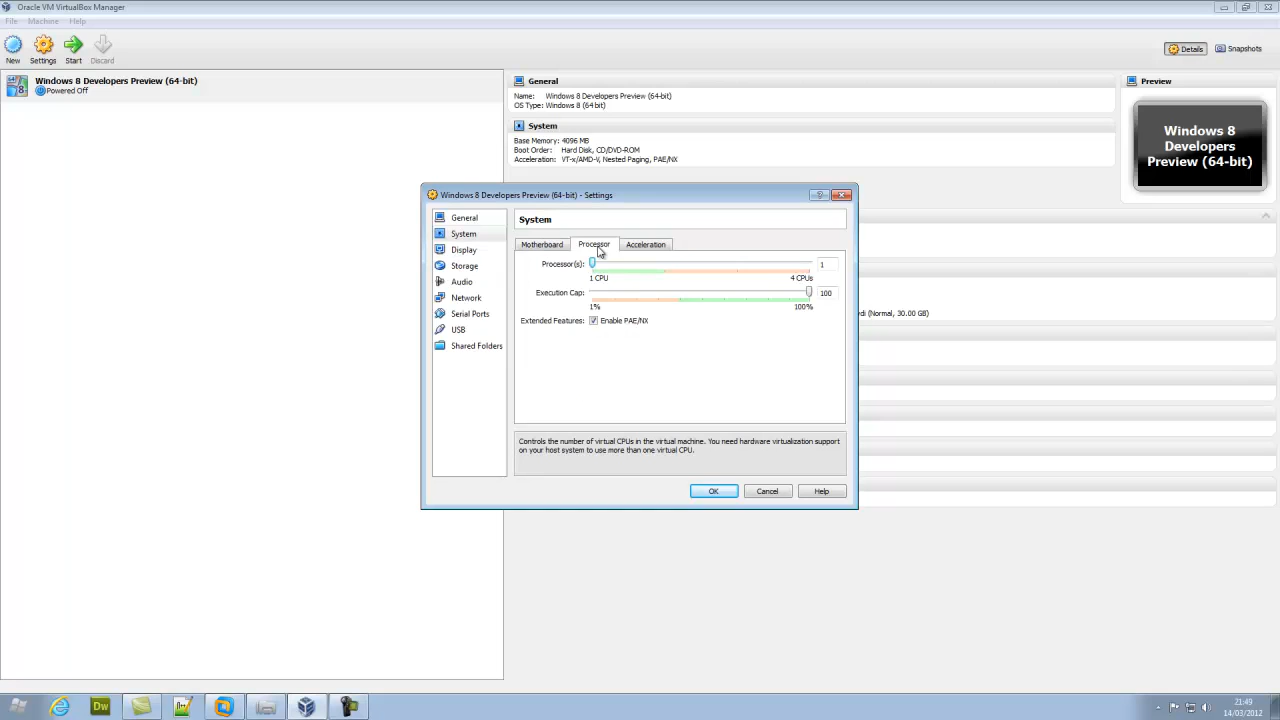 Oracle VM VirtualBox Manager
File Machine Help
New Settings Start Discard
Details Snapshots
Windows 8 Developers Preview (64-bit)
Powered Off
General
Name: Windows 8 Developers Preview (64-bit)
OS Type: Windows 8 (64 bit)
System
Base Memory: 4096 MB
Boot Order: Hard Disk, CD/DVD-ROM
Acceleration: VT-x/AMD-V, Nested Paging, PAE/NX
Preview
Windows 8
Developers
Preview (64-bit)
Windows 8 Developers Preview (64-bit) - Settings
General
System
Display
Storage
Audio
Network
Serial Ports
USB
Shared Folders
System
Motherboard Processor Acceleration
Processor(s): 1
1 CPU 4 CPUs
Execution Cap: 100
1% 100%
Extended Features: Enable PAE/NX
Controls the number of virtual CPUs in the virtual machine. You need hardware virtualization support
on your host system to use more than one virtual CPU.
OK Cancel Help
(Normal, 30.00 GB)
Dw
21:49
14/03/2012